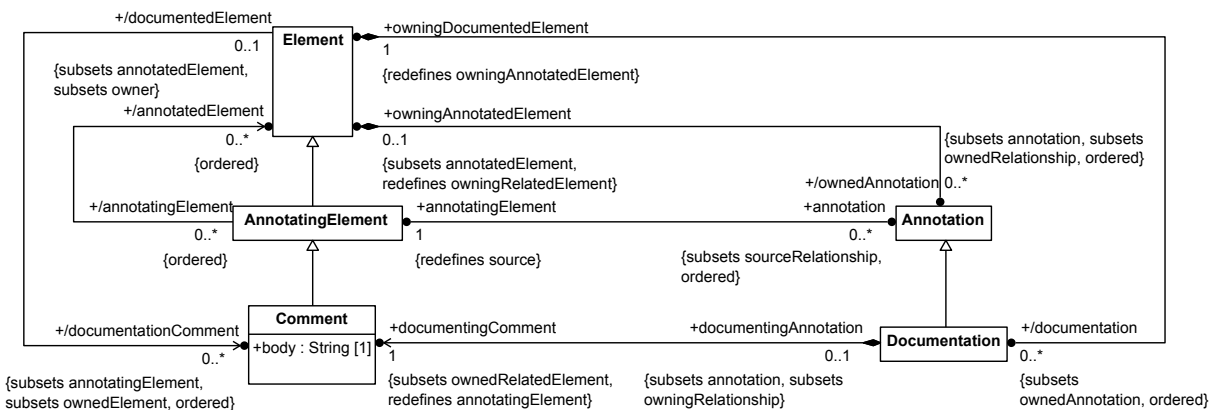 +/documentedElement
0..1
{subsets annotatedElement,
subsets owner}
Element
+owningDocumentedElement
1
{redefines owningAnnotatedElement}
+/annotatedElement
0..*
{ordered}
+owningAnnotatedElement
0..1
{subsets annotatedElement,
redefines owningRelatedElement}
{subsets annotation, subsets
ownedRelationship, ordered}
+/ownedAnnotation 0..*
+/annotatingElement
0..*
{ordered}
AnnotatingElement
+annotatingElement
1
{redefines source}
+annotation
0..*
{subsets sourceRelationship,
ordered}
Annotation
+/documentationComment
0..*
{subsets annotatingElement,
subsets ownedElement, ordered}
Comment
+body : String [1]
+documentingComment
1
{subsets ownedRelatedElement,
redefines annotatingElement}
+documentingAnnotation
0..1
{subsets annotation, subsets
owningRelationship}
Documentation
+/documentation
0..*
{subsets
ownedAnnotation, ordered}